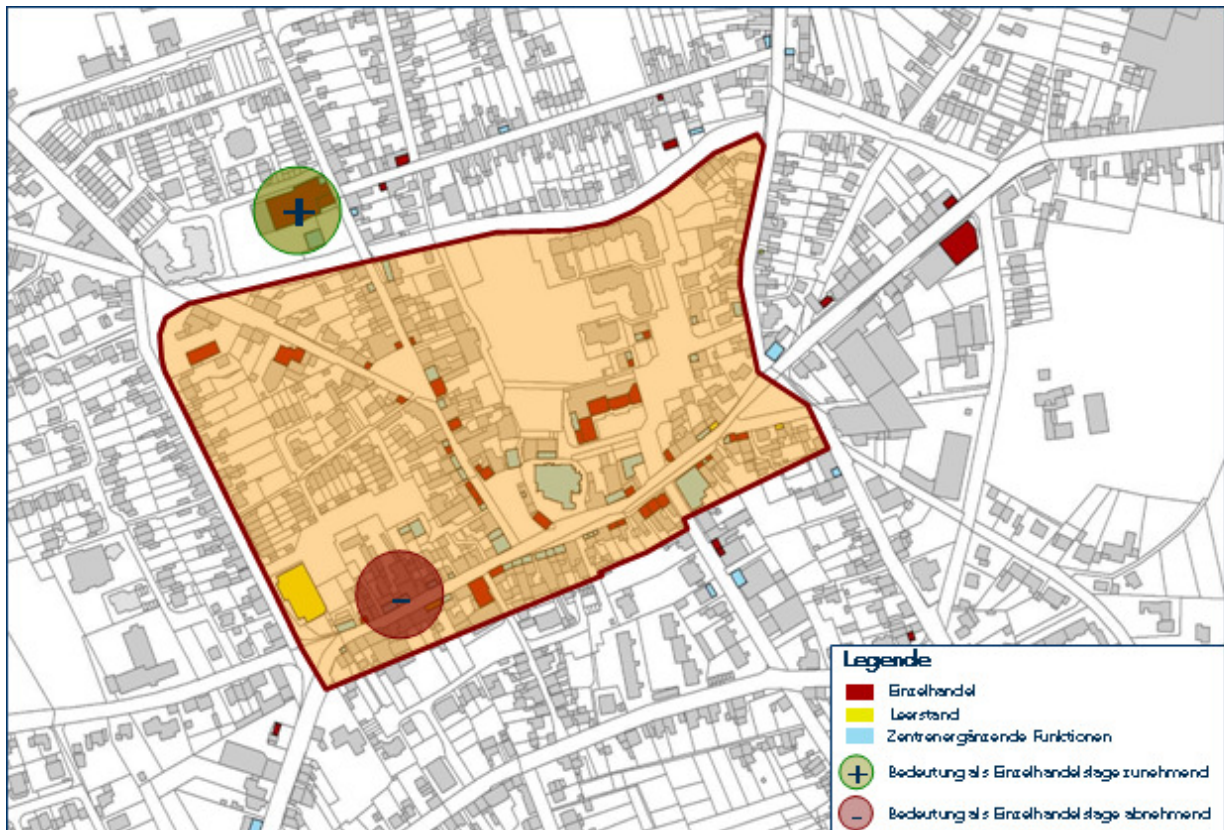 +
-
Legende
Einzelhandel
Leerstand
Zentrenergänzende Funktionen
+ Bedeutung als Einzelhandelslage zunehmend
- Bedeutung als Einzelhandelslage abnehmend